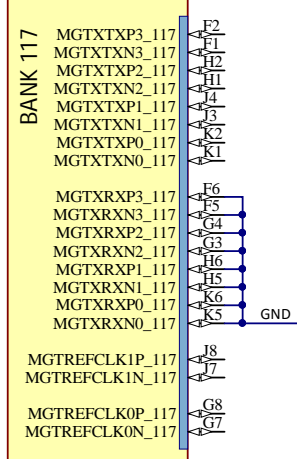 BANK 117
MGTXTXP3_117 F2
MGTXTXN3_117 F1
MGTXTXP2_117 H2
MGTXTXN2_117 H1
MGTXTXP1_117 J4
MGTXTXN1_117 J3
MGTXTXP0_117 K2
MGTXTXN0_117 K1
MGTXRXP3_117 F6
MGTXRXN3_117 F5
MGTXRXP2_117 G4
MGTXRXN2_117 G3
MGTXRXP1_117 H6
MGTXRXN1_117 H5
MGTXRXP0_117 K6
MGTXRXN0_117 K5 GND
MGTREFCLK1P_117 J8
MGTREFCLK1N_117 J7
MGTREFCLK0P_117 G8
MGTREFCLK0N_117 G7